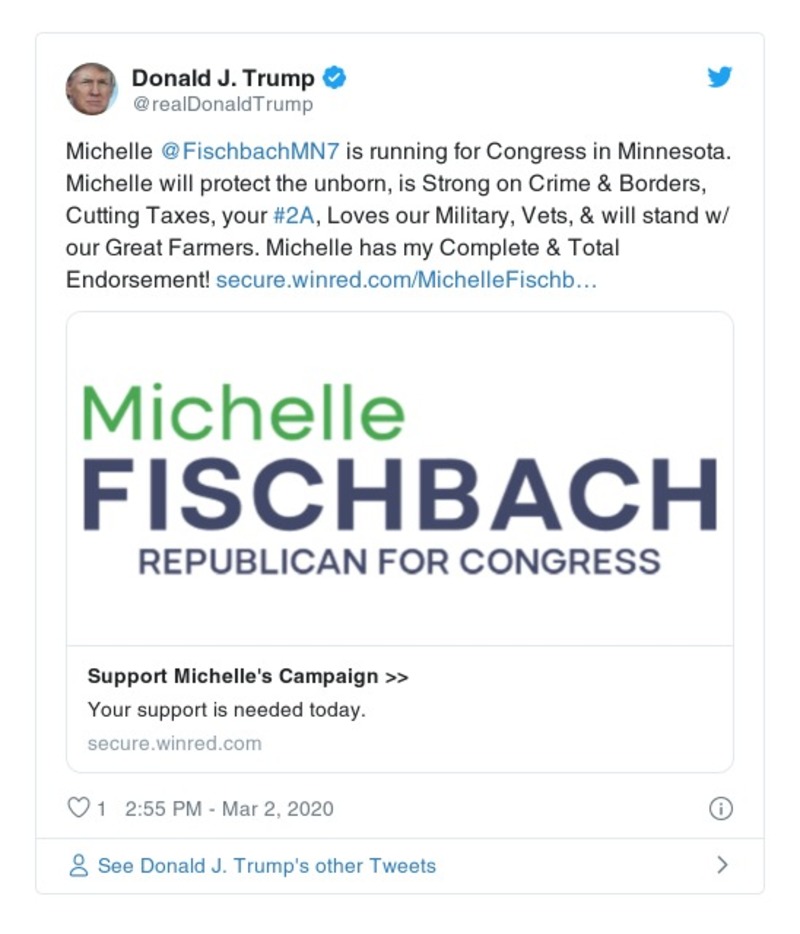 Donald J. Trump
@realDonaldTrump
Michelle @FischbachMN7 is running for Congress in Minnesota.
Michelle will protect the unborn, is Strong on Crime & Borders,
Cutting Taxes, your #2A, Loves our Military, Vets, & will stand w/
our Great Farmers. Michelle has my Complete & Total
Endorsement! secure.winred.com/MichelleFischb…
Michelle
FISCHBACH
REPUBLICAN FOR CONGRESS
Support Michelle's Campaign >>
Your support is needed today.
secure.winred.com
1 2:55 PM - Mar 2, 2020
See Donald J. Trump's other Tweets